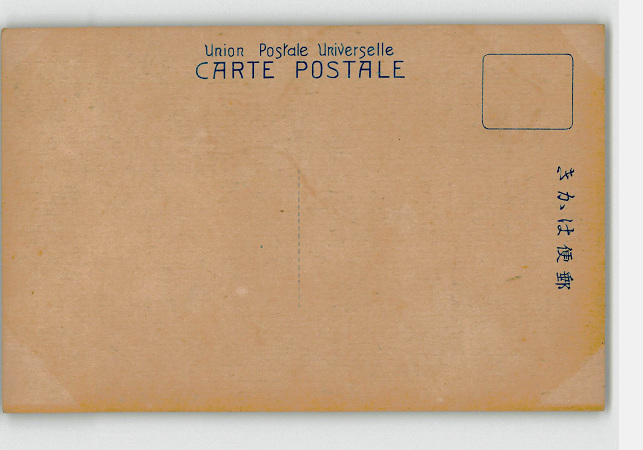 Union Postale Universelle
CARTE POSTALE
きかは便郵